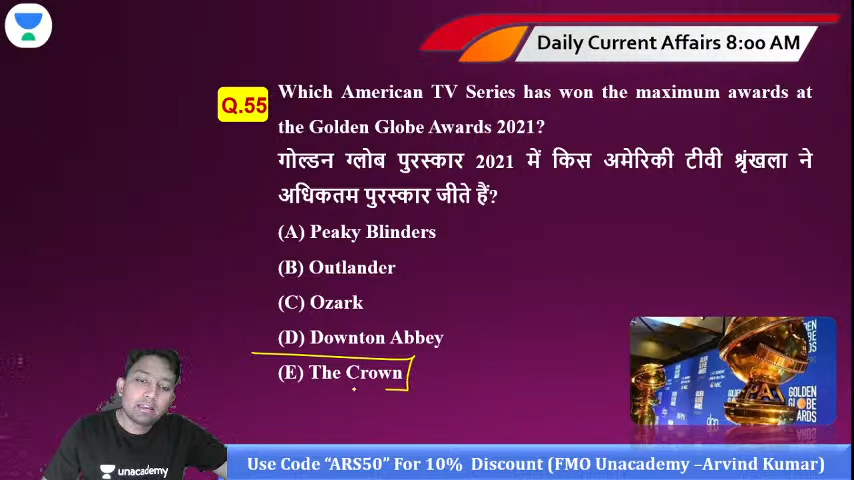 Daily Current Affairs 8:00 AM
Q.55
Which American TV Series has won the maximum awards at
the Golden Globe Awards 2021?
गोल्डन ग्लोब पुरस्कार 2021 में किस अमेरिकी टीवी श्रृंखला ने
अधिकतम पुरस्कार जीते हैं?
(A) Peaky Blinders
(B) Outlander
(C) Ozark
(D) Downton Abbey
(E) The Crown
GOLDEN
GLOBE
AWARDS
unacademy
Use Code “ARS50” For 10% Discount (FMO Unacademy –Arvind Kumar)